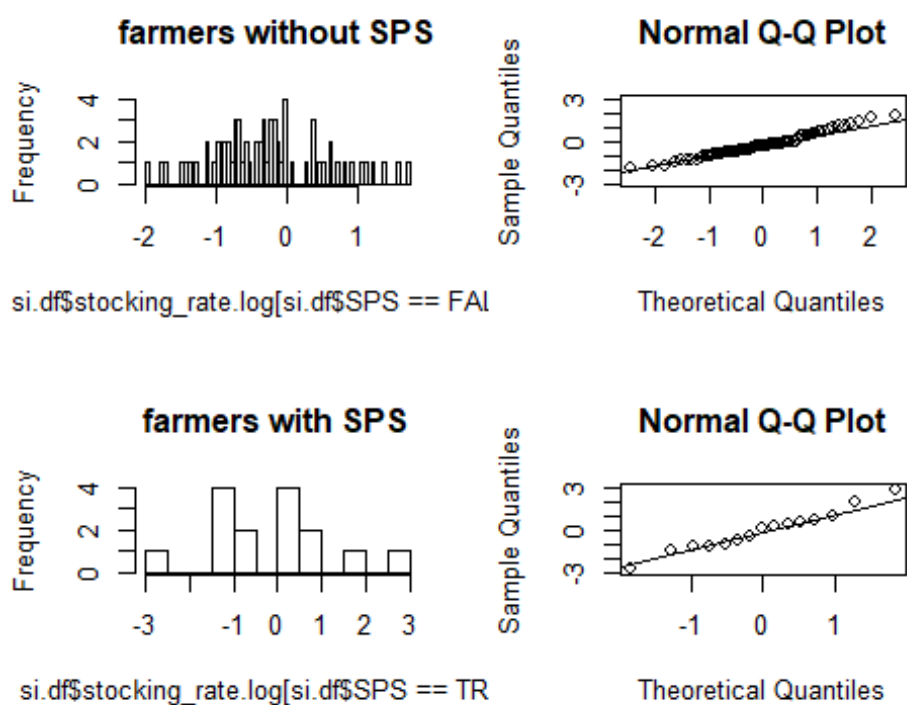 farmers without SPS
Frequency
0 2 4
-2 -1 0 1
si.df$stocking_rate.log[si.df$SPS == FAL
Normal Q-Q Plot
Sample Quantiles
-3 0 3
-2 -1 0 1 2
Theoretical Quantiles
farmers with SPS
Frequency
0 2 4
-3 -1 0 1 2 3
si.df$stocking_rate.log[si.df$SPS == TR
Normal Q-Q Plot
Sample Quantiles
-3 0 3
-1 0 1
Theoretical Quantiles